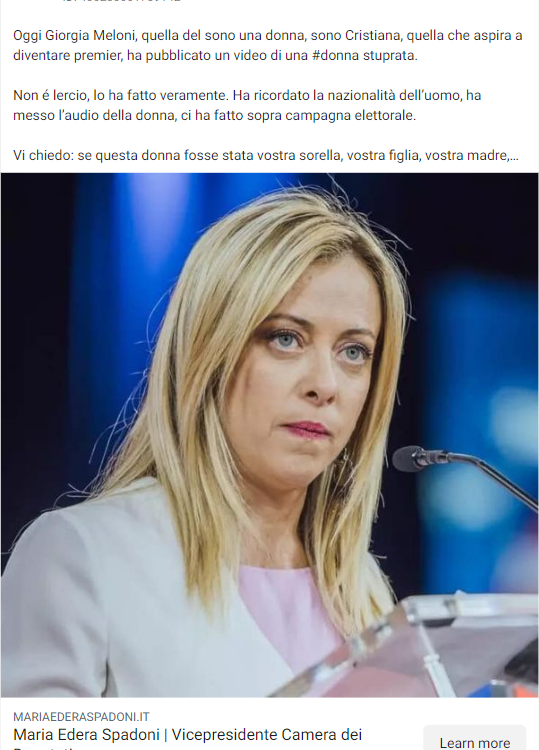 Oggi Giorgia Meloni, quella del sono una donna, sono Cristiana, quella che aspira a
diventare premier, ha pubblicato un video di una #donna stuprata.
Non é lercio, lo ha fatto veramente. Ha ricordato la nazionalità dell’uomo, ha
messo l’audio della donna, ci ha fatto sopra campagna elettorale.
Vi chiedo: se questa donna fosse stata vostra sorella, vostra figlia, vostra madre,...
MARIAEDERASPADONI.IT
Maria Edera Spadoni | Vicepresidente Camera dei
Learn more